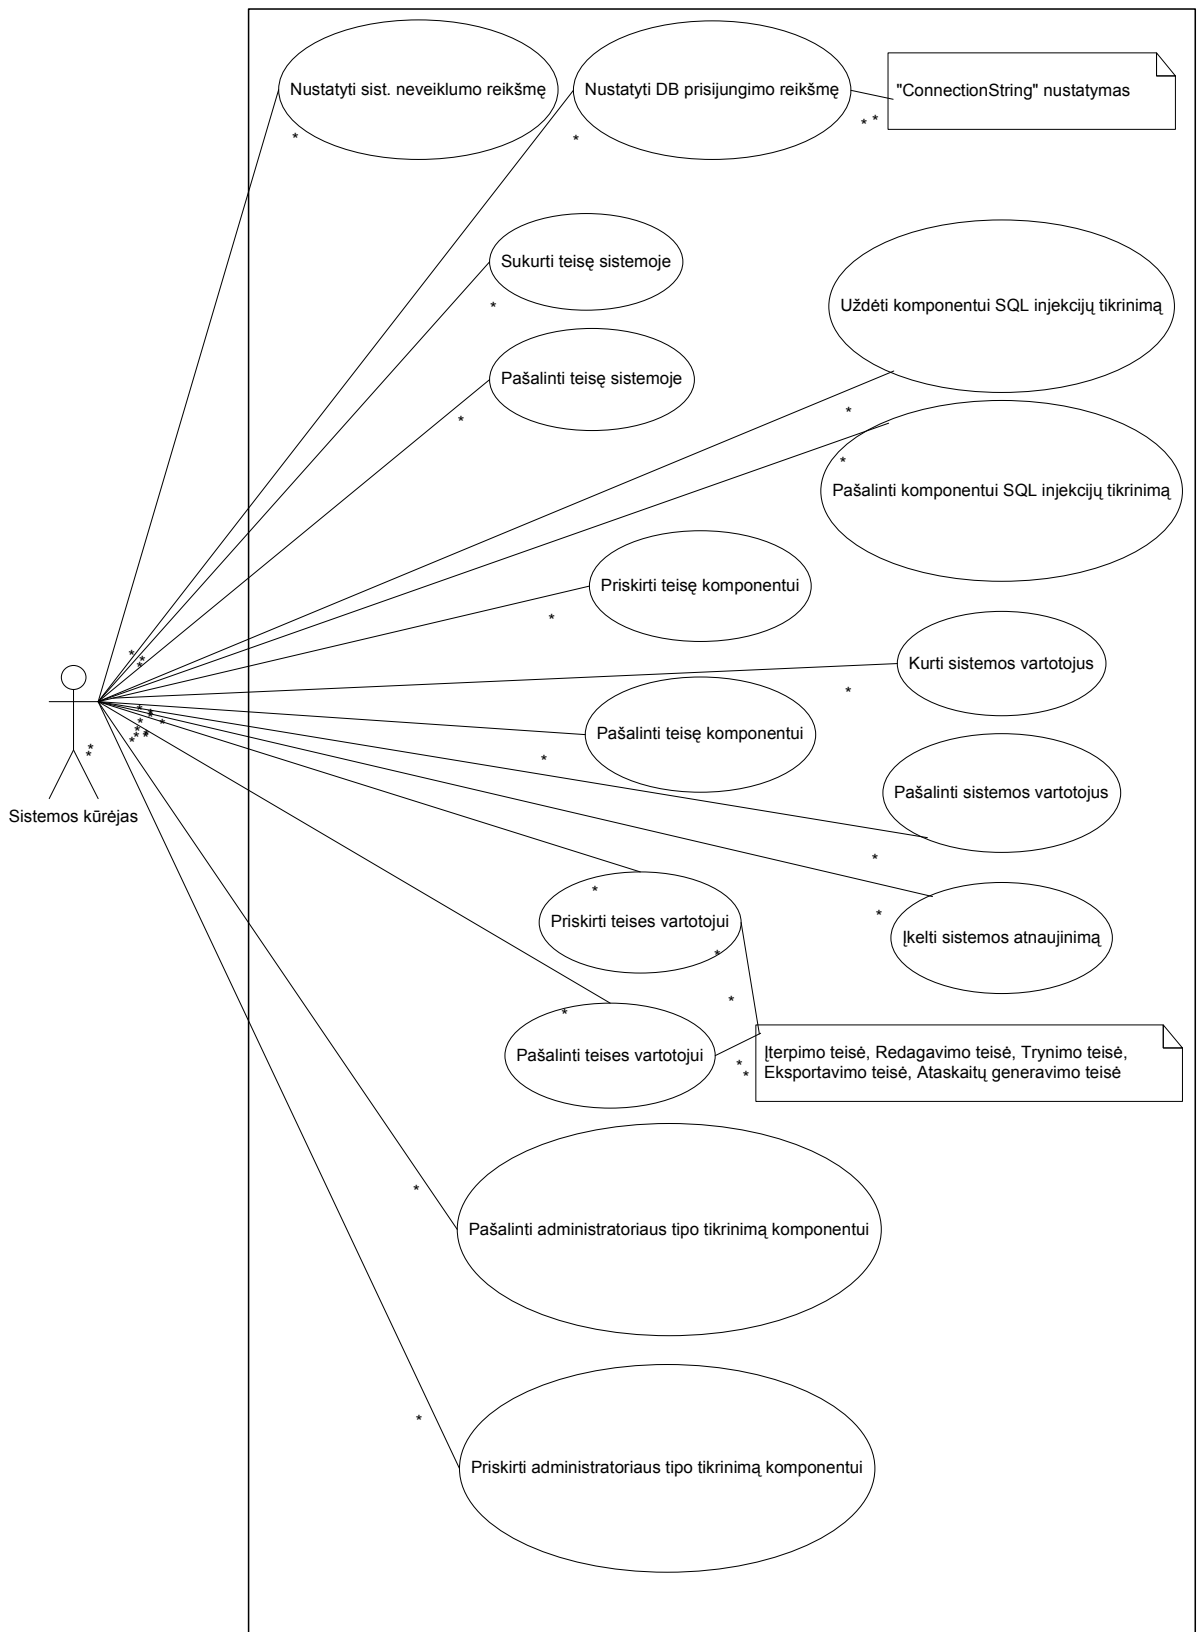 Nustatyti sist. neveiklumo reikšmę
Nustatyti DB prisijungimo reikšmę
"ConnectionString" nustatymas
*
*
* *
Sukurti teisę sistemoje
*
Uždėti komponentui SQL injekcijų tikrinimą
Pašalinti teisę sistemoje
*
*
*
Pašalinti komponentui SQL injekcijų tikrinimą
Priskirti teisę komponentui
*
Kurti sistemos vartotojus
*
Pašalinti teisę komponentui
*
Pašalinti sistemos vartotojus
*
Sistemos kūrėjas
*
Priskirti teises vartotojui
*
Įkelti sistemos atnaujinimą
*
*
*
Pašalinti teises vartotojui
Įterpimo teisė, Redagavimo teisė, Trynimo teisė,
Eksportavimo teisė, Ataskaitų generavimo teisė
*
*
*
Pašalinti administratoriaus tipo tikrinimą komponentui
*
Priskirti administratoriaus tipo tikrinimą komponentui